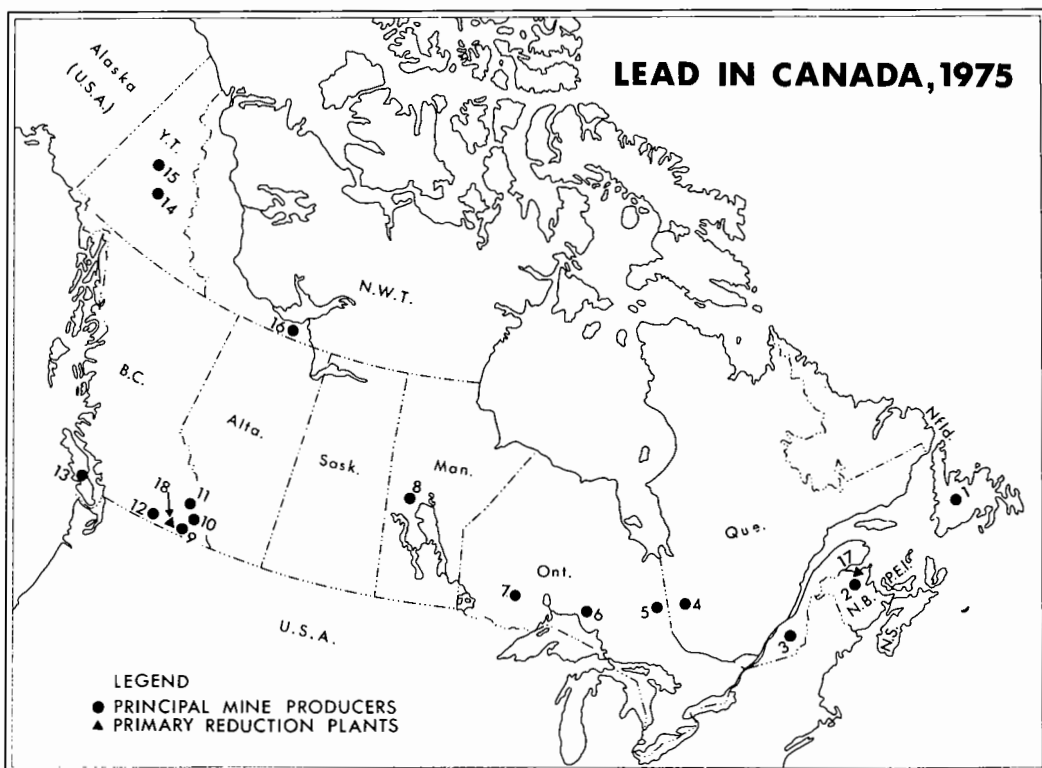 LEAD IN CANADA, 1975
Alaska
(U.S.A.)
Y.T.
15
14
N.W.T.
16
B.C.
Alta.
Sask.
Man.
Nfld.
13
18
11
12
10
9
8
1
Que.
Ont.
17
P.E.I.
2
N.B.
7
6
5
4
N.S.
3
U.S.A.
LEGEND
PRINCIPAL MINE PRODUCERS
PRIMARY REDUCTION PLANTS